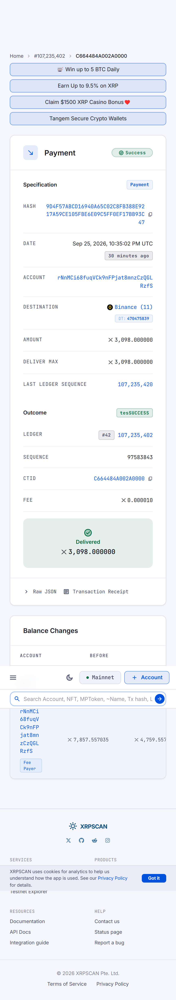 Home > #107,235,402 > C664484A002A0000
🎰 Win up to 5 BTC Daily
Earn Up to 9.5% on XRP
Claim $1500 XRP Casino Bonus❤️
Tangem Secure Crypto Wallets
Payment Success
Specification Payment
HASH 9D4F57ABCD16940A65C02C8FB388E92
17A59CE105FBE6E09C5FF0EF17BB93C
47
DATE Sep 25, 2026, 10:35:02 PM UTC
30 minutes ago
ACCOUNT rNnMCi68fuqVCk9nFPjat8mnzCzQGL
RzfS
DESTINATION Binance (11)
DT: 470475839
AMOUNT 3,098.000000
DELIVER MAX 3,098.000000
LAST LEDGER SEQUENCE 107,235,420
Outcome tesSUCCESS
LEDGER #42 107,235,402
SEQUENCE 97583843
CTID C664484A002A0000
FEE 0.000010
Delivered
3,098.000000
Raw JSON Transaction Receipt
Balance Changes
ACCOUNT BEFORE
Mainnet + Account
Search Account, NFT, MPToken, ~Name, Tx hash, L
rNnMCi
68fuqV
Ck9nFP
jat8mn
zCzQGL
RzfS
7,857.557035 4,759.557
Fee
Payer
XRPSCAN
SERVICES PRODUCTS
XRPSCAN uses cookies for analytics to help us
understand how the app is used. See our Privacy Policy
for details.
Got it
Testnet Explorer
RESOURCES HELP
Documentation Contact us
API Docs Status page
Integration guide Report a bug
© 2026 XRPSCAN Pte. Ltd.
Terms of Service Privacy Policy